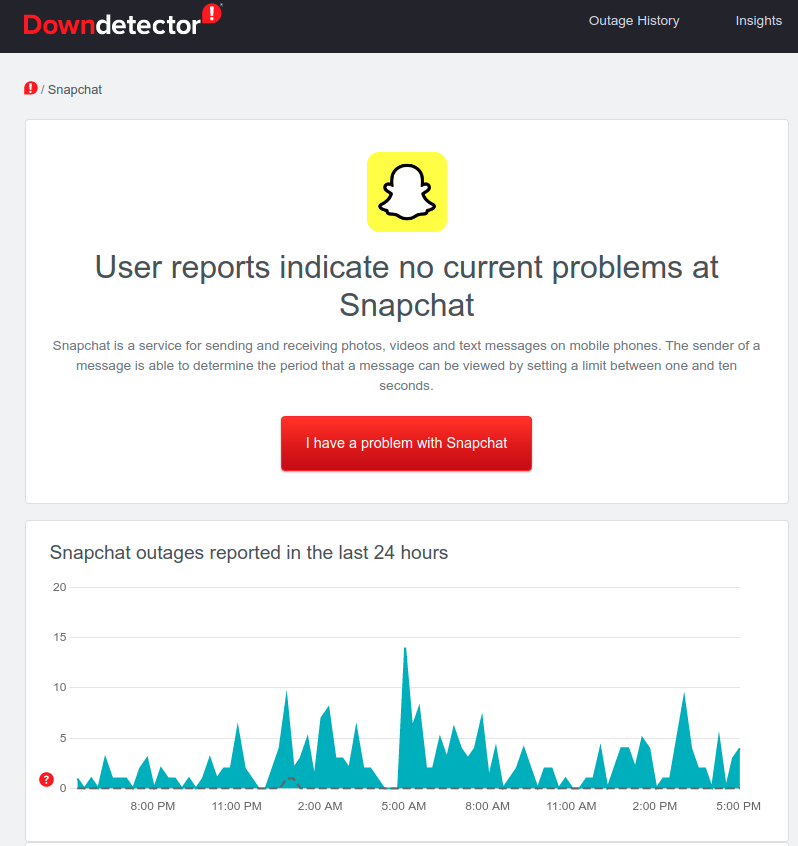 Downdetector
Outage History
Insights
/ Snapchat
User reports indicate no current problems at
Snapchat
Snapchat is a service for sending and receiving photos, videos and text messages on mobile phones. The sender of a
message is able to determine the period that a message can be viewed by setting a limit between one and ten
seconds.
I have a problem with Snapchat
Snapchat outages reported in the last 24 hours
20
15
10
5
?
0
8:00 PM
11:00 PM
2:00 AM
5:00 AM
8:00 AM
11:00 AM
2:00 PM
5:00 PM